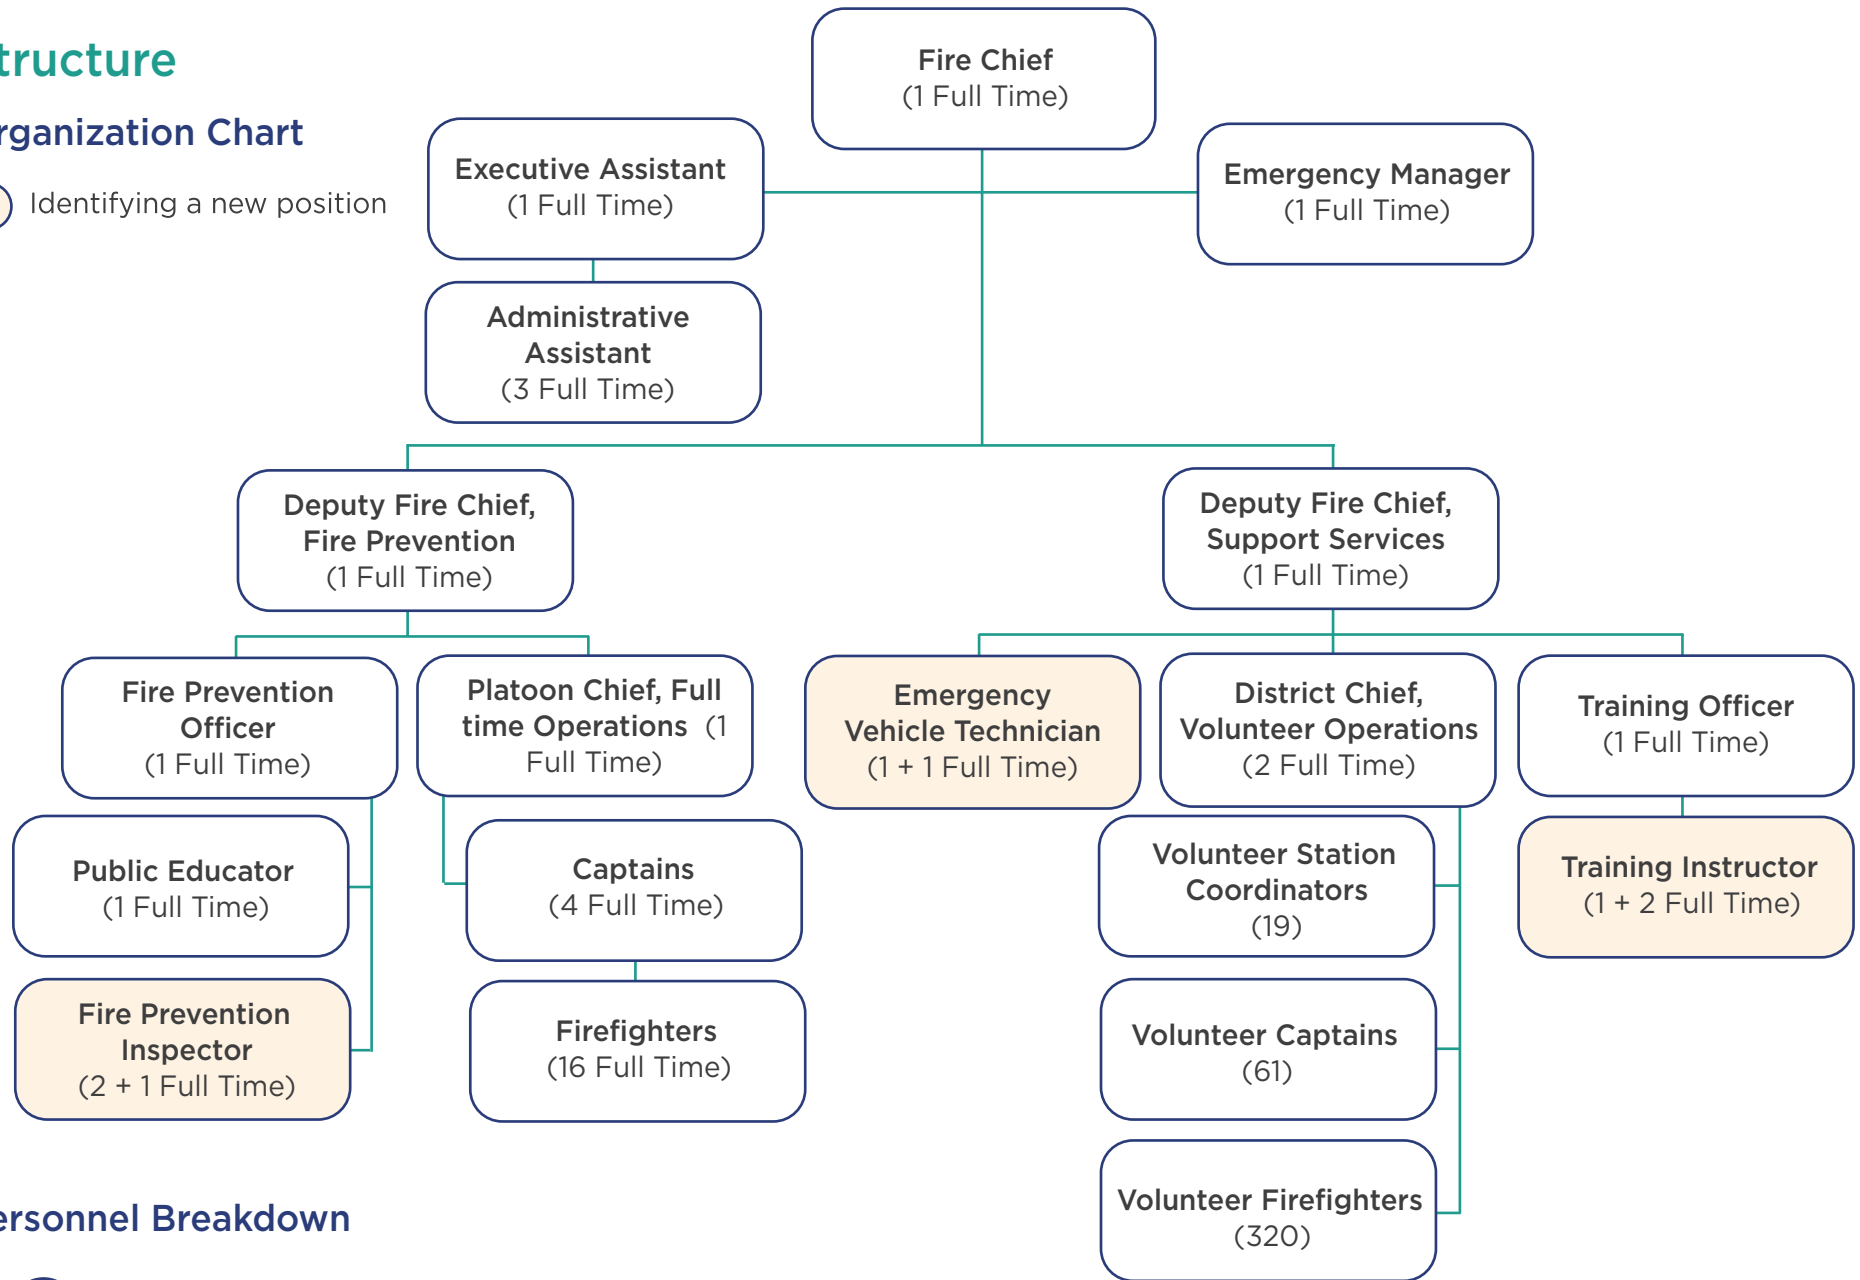 tructure
rganization Chart
Identifying a new position
Fire Chief
(1 Full Time)
Executive Assistant
(1 Full Time)
Emergency Manager
(1 Full Time)
Administrative
Assistant
(3 Full Time)
Deputy Fire Chief,
Fire Prevention
(1 Full Time)
Deputy Fire Chief,
Support Services
(1 Full Time)
Fire Prevention
Officer
(1 Full Time)
Platoon Chief, Full
time Operations (1
Full Time)
Emergency
Vehicle Technician
(1 + 1 Full Time)
District Chief,
Volunteer Operations
(2 Full Time)
Training Officer
(1 Full Time)
Public Educator
(1 Full Time)
Captains
(4 Full Time)
Volunteer Station
Coordinators
(19)
Training Instructor
(1 + 2 Full Time)
Fire Prevention
Inspector
(2 + 1 Full Time)
Firefighters
(16 Full Time)
Volunteer Captains
(61)
Volunteer Firefighters
(320)
ersonnel Breakdown